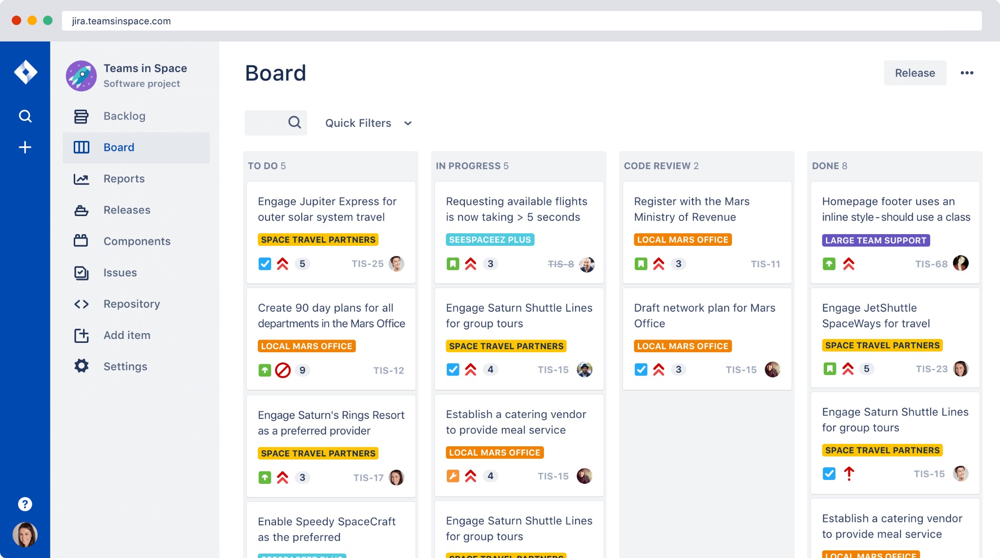 jira.teamsinspace.com
Teams in Space
Software project
Backlog
Board
Reports
Releases
Components
Issues
Repository
Add item
Settings
?
Board
Release
Quick Filters
TO DO 5
Engage Jupiter Express for
outer solar system travel
SPACE TRAVEL PARTNERS
5 TIS-25
Create 90 day plans for all
departments in the Mars Office
LOCAL MARS OFFICE
9 TIS-12
Engage Saturn's Rings Resort
as a preferred provider
SPACE TRAVEL PARTNERS
3 TIS-17
Enable Speedy SpaceCraft
as the preferred
SEESPACEEZ PLUS
IN PROGRESS 5
Requesting available flights
is now taking > 5 seconds
SEESPACEEZ PLUS
3 TIS-8
Engage Saturn Shuttle Lines
for group tours
SPACE TRAVEL PARTNERS
4 TIS-15
Establish a catering vendor
to provide meal service
LOCAL MARS OFFICE
4 TIS-15
Engage Saturn Shuttle Lines
for group tours
SPACE TRAVEL PARTNERS
CODE REVIEW 2
Register with the Mars
Ministry of Revenue
LOCAL MARS OFFICE
3 TIS-11
Draft network plan for Mars
Office
LOCAL MARS OFFICE
3 TIS-15
DONE 8
Homepage footer uses an
inline style-should use a class
LARGE TEAM SUPPORT
TIS-68
Engage JetShuttle
SpaceWays for travel
SPACE TRAVEL PARTNERS
5 TIS-23
Engage Saturn Shuttle Lines
for group tours
SPACE TRAVEL PARTNERS
TIS-15
Establish a catering vendor
to provide meal service
LOCAL MARS OFFICE